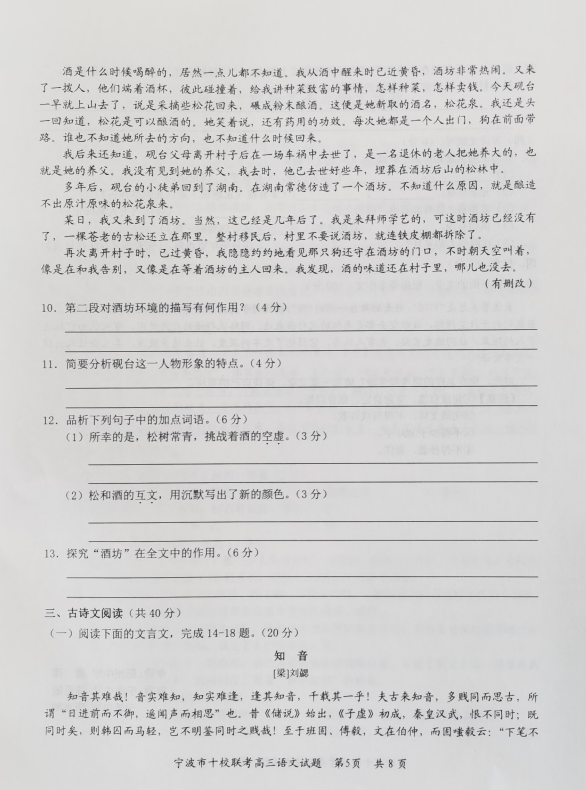 酒是什么时候喝醉的，居然一点儿都不知道。我从酒中醒来时已近黄昏，酒坊非常热闹。又来
了一拨人，他们端着酒杯，彼此碰撞着，给我讲种菜致富的事情，怎样种菜，怎样卖钱。今天砚台
一早就上山去了，说是采摘些松花回来，碾成粉末酿酒。这便是她新取的酒名，松花泉。我还是头
一回知道，松花是可以酿酒的。她笑着说，还有药用的功效。每次她都是一个人出门，狗在前面带
路。谁也不知道她所去的方向，也不知道什么时候回来。
我后来还知道，砚台父母离开村子后在一场车祸中去世了，是一名退休的老人把她养大的，也
就是她的养父。我没有见到她的养父，我去时，他已去世好些年，埋葬在酒坊后山的松林中。
多年后，砚台的小徒弟回到了湖南。在湖南常德仿造了一个酒坊。不知道什么原因，就是酿造
不出原汁原味的松花泉来。
某日，我又来到了酒坊。当然，这已经是几年后了。我是来拜师学艺的，可这时酒坊已经没有
了，一棵苍老的古松还立在那里。整村移民后，村里不要说酒坊，就连铁皮棚都拆除了。
再次离开村子时，已过黄昏，我隐隐约约地看见那只狗还守在酒坊的门口，不时朝天空叫着，
像是在和我告别，又像是在等着酒坊的主人回来。我发现，酒的味道还在村子里，哪儿也没去。
（有删改）
10．第二段对酒坊环境的描写有何作用？（4 分）
11．简要分析砚台这一人物形象的特点。（4 分）
12．品析下列句子中的加点词语。（6 分）
（1）所幸的是，松树常青，挑战着酒的空虚。（3 分）
（2）松和酒的互文，用沉默写出了新的颜色。（3 分）
13．探究“酒坊”在全文中的作用。（6 分）
三、古诗文阅读（共 40 分）
（一）阅读下面的文言文，完成 14-18 题。（20 分）
知 音
[梁]刘勰
知音其难哉！音实难知，知实难逢，逢其知音，千载其一乎！夫古来知音，多贱同而思古，所
谓“日进前而不御，遥闻声而相思”也。昔《储说》始出，《子虚》初成，秦皇汉武，恨不同时；既
同时矣，则韩囚而马轻，岂不明鉴同时之贱哉！至于班固、傅毅，文在伯仲，而固嗤毅云：“下笔不
宁波市十校联考高三语文试题 第 5 页 共 8 页